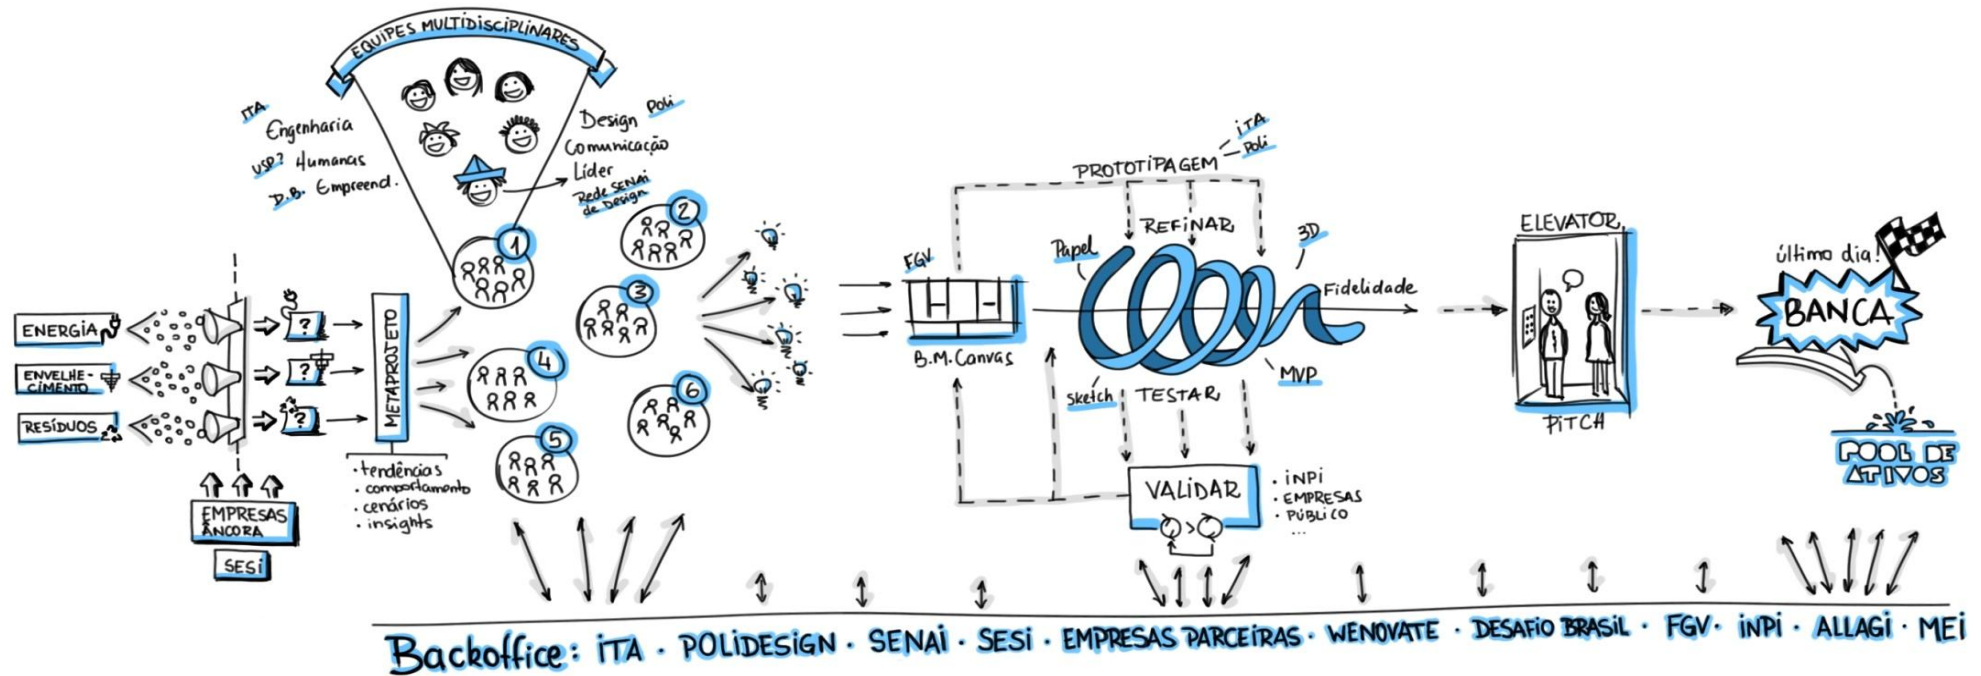 EQUIPES MULTIDISCIPLINARES
ITA
Engenharia
USP? Humanas
D.B. Empreend.
Design Poli
Comunicação
Líder
Rede SENAI
de Design
ENERGIA
ENVELHE-
CIMENTO
RESÍDUOS
?
?
?
EMPRESAS
ÂNCORA
SESI
METAPROJETO
· tendências
· comportamento
· cenários
· insights
1
2
3
4
5
6
FGV
B.M. Canvas
PROTOTIPAGEM
ITA
Poli
REFINAR
Papel
3D
Fidelidade
Sketch
TESTAR
MVP
VALIDAR
>
· INPI
· EMPRESAS
· PÚBLICO
...
ELEVATOR
PITCH
último dia!
BANCA
POOL DE
ATIVOS
Backoffice: ITA · POLIDESIGN · SENAI · SESI · EMPRESAS PARCEIRAS · WENOVATE · DESAFIO BRASIL · FGV · INPI · ALLAGI · MEI